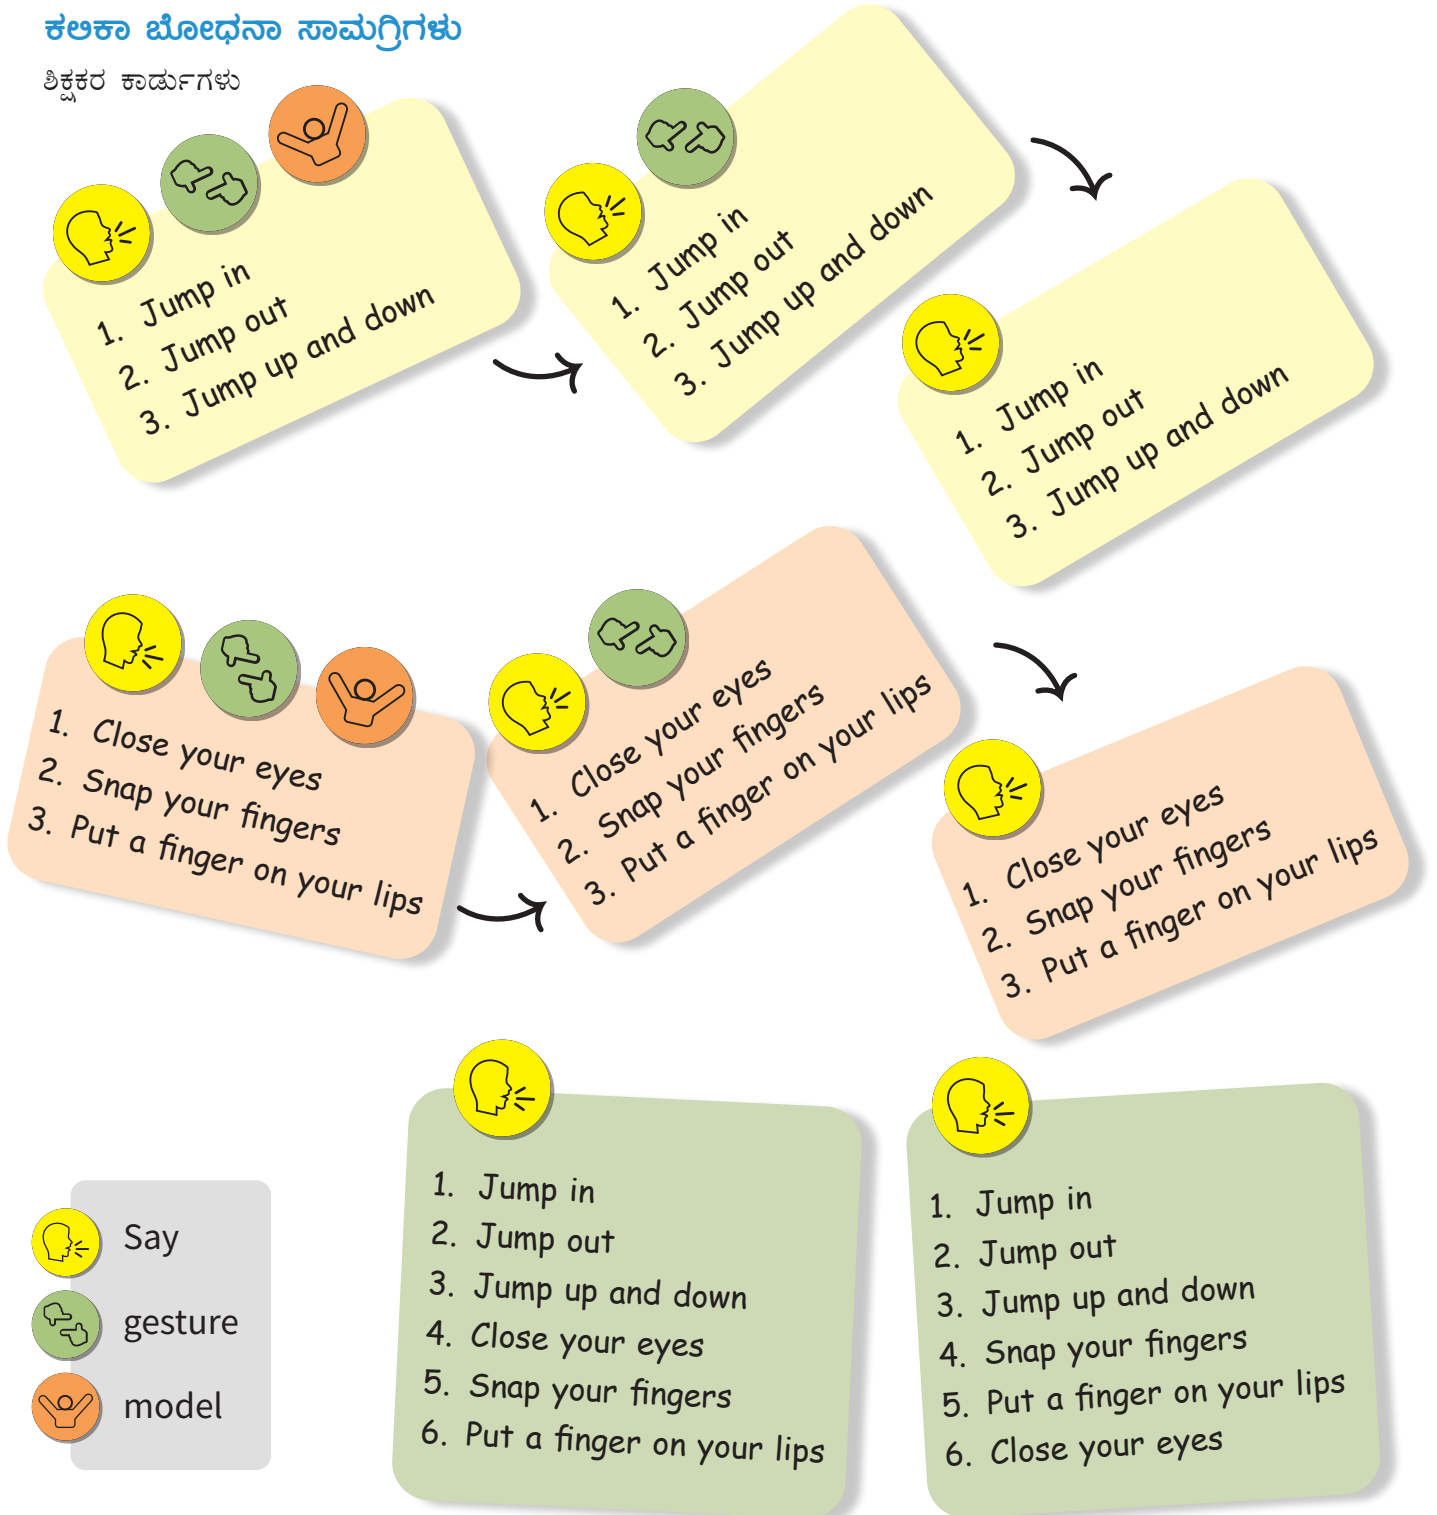 ಕಲಿಕಾ ಬೋಧನಾ ಸಾಮಗ್ರಿಗಳು
ಶಿಕ್ಷಕರ ಕಾರ್ಡುಗಳು
1. Jump in
2. Jump out
3. Jump up and down
1. Jump in
2. Jump out
3. Jump up and down
1. Jump in
2. Jump out
3. Jump up and down
1. Close your eyes
2. Snap your fingers
3. Put a finger on your lips
1. Close your eyes
2. Snap your fingers
3. Put a finger on your lips
1. Close your eyes
2. Snap your fingers
3. Put a finger on your lips
Say
gesture
model
1. Jump in
2. Jump out
3. Jump up and down
4. Close your eyes
5. Snap your fingers
6. Put a finger on your lips
1. Jump in
2. Jump out
3. Jump up and down
4. Snap your fingers
5. Put a finger on your lips
6. Close your eyes